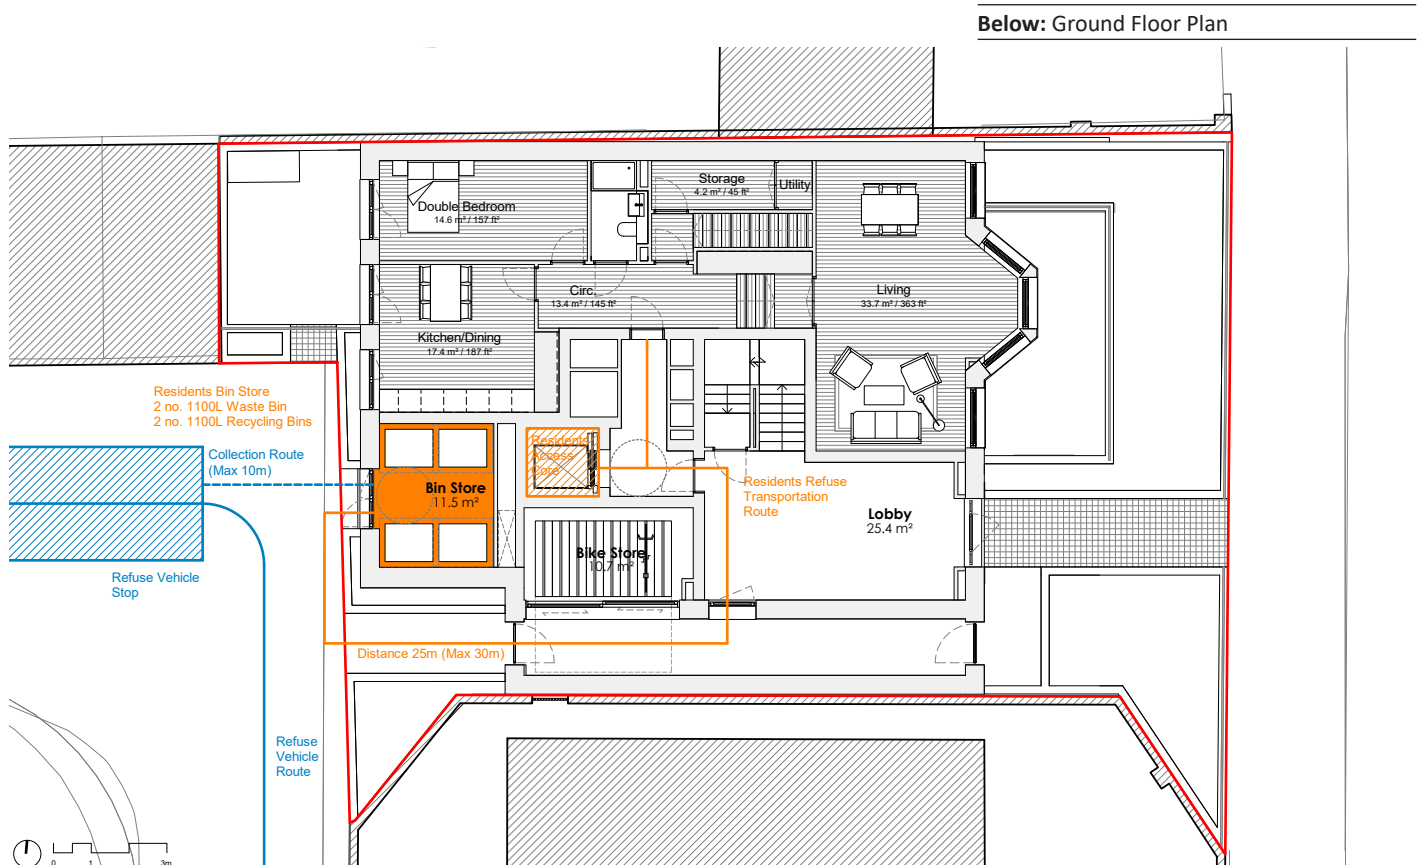 Below: Ground Floor Plan
Storage
4.2 m² / 45 ft²
Utility
Double Bedroom
14.6 m² / 157 ft²
Circ.
13.4 m² / 145 ft²
Living
33.7 m² / 363 ft²
Kitchen/Dining
17.4 m² / 187 ft²
Residents Bin Store
2 no. 1100L Waste Bin
2 no. 1100L Recycling Bins
Residents
Access
Core
Collection Route
(Max 10m)
Bin Store
11.5 m²
Residents Refuse
Transportation
Route
Lobby
25.4 m²
Bike Store
10.7 m²
Refuse Vehicle
Stop
Distance 25m (Max 30m)
Refuse
Vehicle
Route
0 1 3m